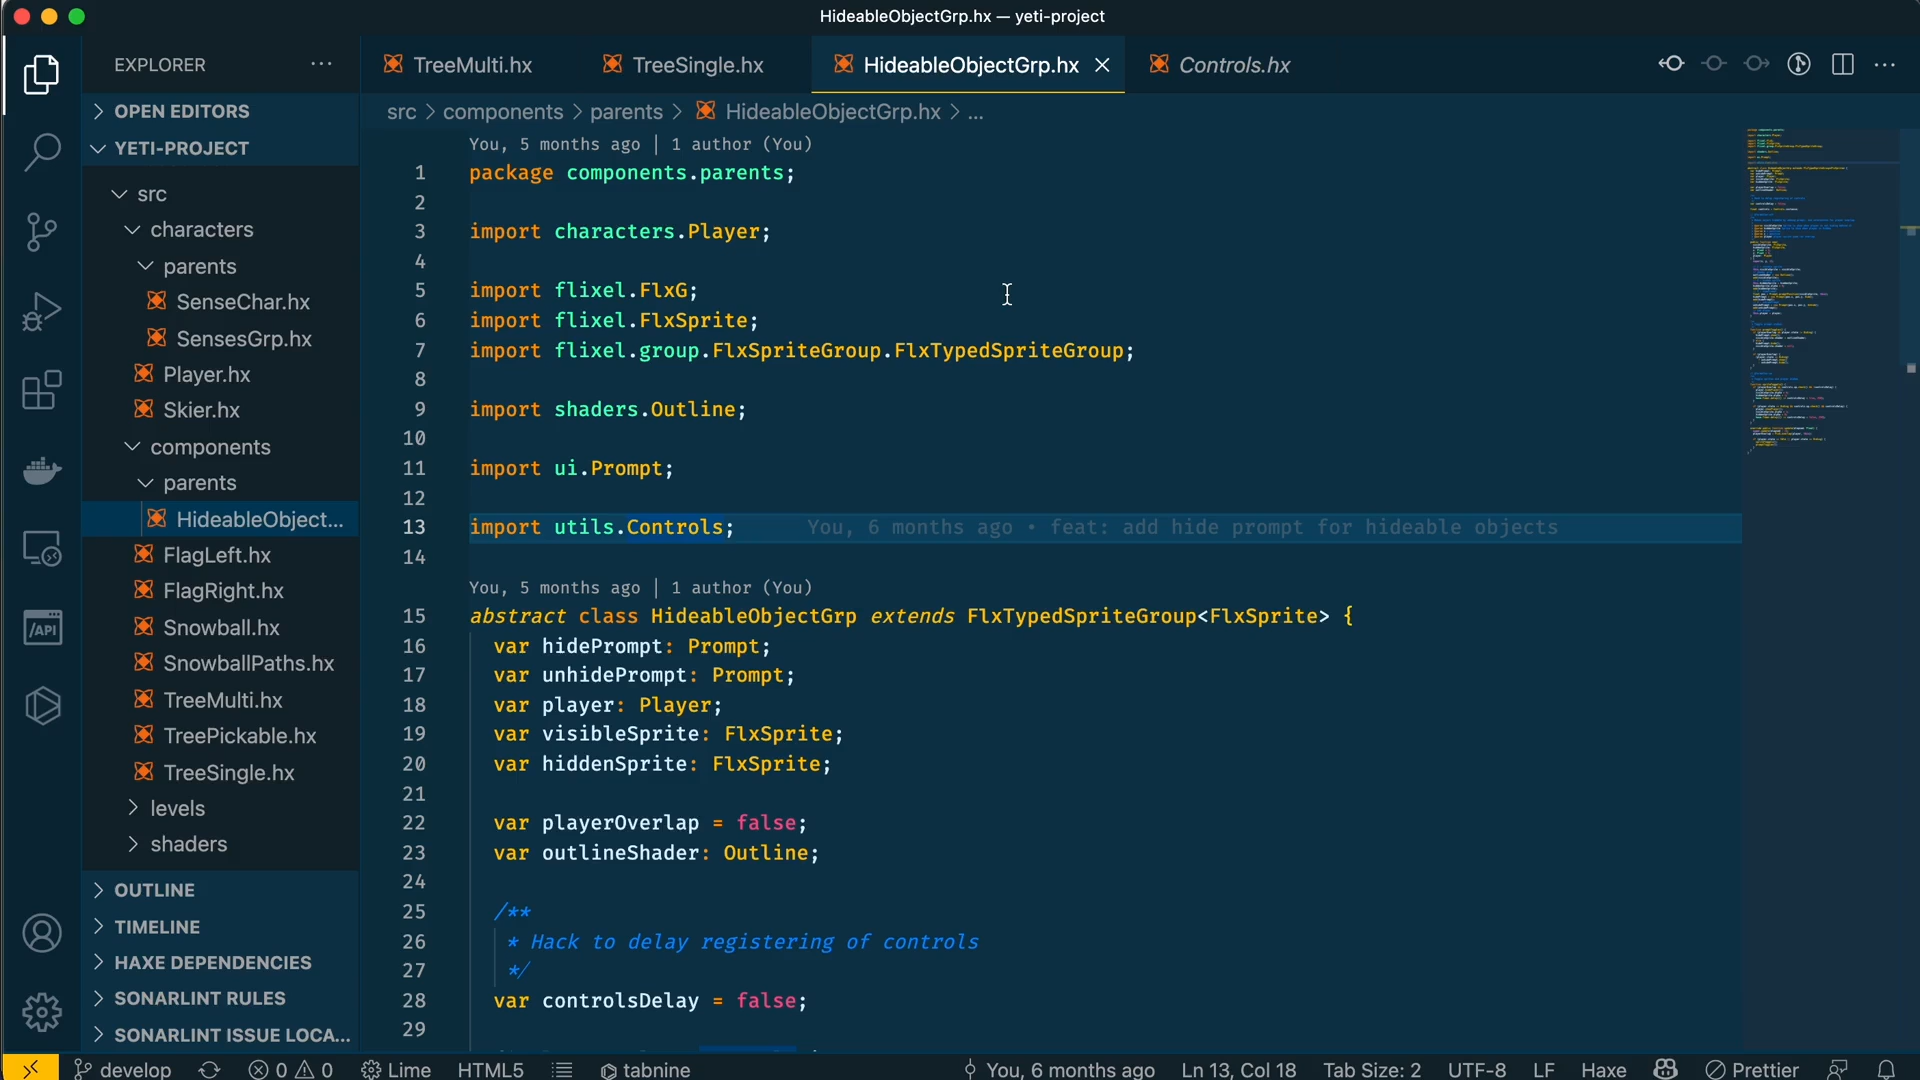 HideableObjectGrp.hx — yeti-project
EXPLORER
TreeMulti.hx
TreeSingle.hx
HideableObjectGrp.hx
Controls.hx
OPEN EDITORS
YETI-PROJECT
src
characters
parents
SenseChar.hx
SensesGrp.hx
Player.hx
Skier.hx
components
parents
HideableObject...
FlagLeft.hx
FlagRight.hx
Snowball.hx
SnowballPaths.hx
TreeMulti.hx
TreePickable.hx
TreeSingle.hx
levels
shaders
OUTLINE
TIMELINE
HAXE DEPENDENCIES
SONARLINT RULES
SONARLINT ISSUE LOCA...
/API
src > components > parents > HideableObjectGrp.hx > ...
You, 5 months ago | 1 author (You)
1 package components.parents;
2
3 import characters.Player;
4
5 import flixel.FlxG;
6 import flixel.FlxSprite;
7 import flixel.group.FlxSpriteGroup.FlxTypedSpriteGroup;
8
9 import shaders.Outline;
10
11 import ui.Prompt;
12
13 import utils.Controls; You, 6 months ago • feat: add hide prompt for hideable objects
14
You, 5 months ago | 1 author (You)
15 abstract class HideableObjectGrp extends FlxTypedSpriteGroup<FlxSprite> {
16 var hidePrompt: Prompt;
17 var unhidePrompt: Prompt;
18 var player: Player;
19 var visibleSprite: FlxSprite;
20 var hiddenSprite: FlxSprite;
21
22 var playerOverlap = false;
23 var outlineShader: Outline;
24
25 /**
26 * Hack to delay registering of controls
27 */
28 var controlsDelay = false;
29
develop 0 0 Lime HTML5 tabnine You, 6 months ago Ln 13, Col 18 Tab Size: 2 UTF-8 LF Haxe Prettier